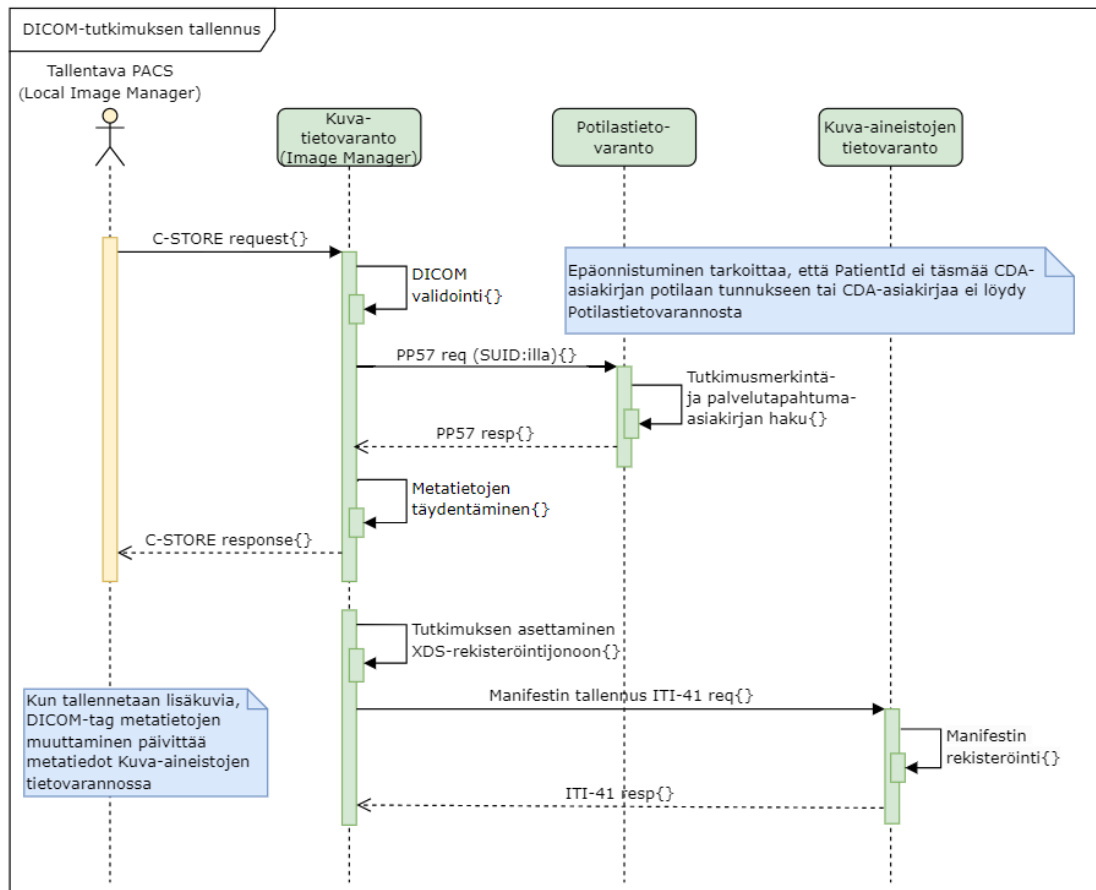 DICOM-tutkimuksen tallennus
Tallentava PACS
(Local Image Manager)
Kuva-
tietovaranto
(Image Manager)
Potilastieto-
varanto
Kuva-aineistojen
tietovaranto
C-STORE request{}
DICOM
validointi{}
Epäonnistuminen tarkoittaa, että PatientId ei täsmää CDA-
asiakirjan potilaan tunnukseen tai CDA-asiakirjaa ei löydy
Potilastietovarannosta
PP57 req (SUID:illa){}
Tutkimusmerkintä-
ja palvelutapahtuma-
asiakirjan haku{}
PP57 resp{}
Metatietojen
täydentäminen{}
C-STORE response{}
Tutkimuksen asettaminen
XDS-rekisteröintijonoon{}
Kun tallennetaan lisäkuvia,
DICOM-tag metatietojen
muuttaminen päivittää
metatiedot Kuva-aineistojen
tietovarannossa
Manifestin tallennus ITI-41 req{}
Manifestin
rekisteröinti{}
ITI-41 resp{}